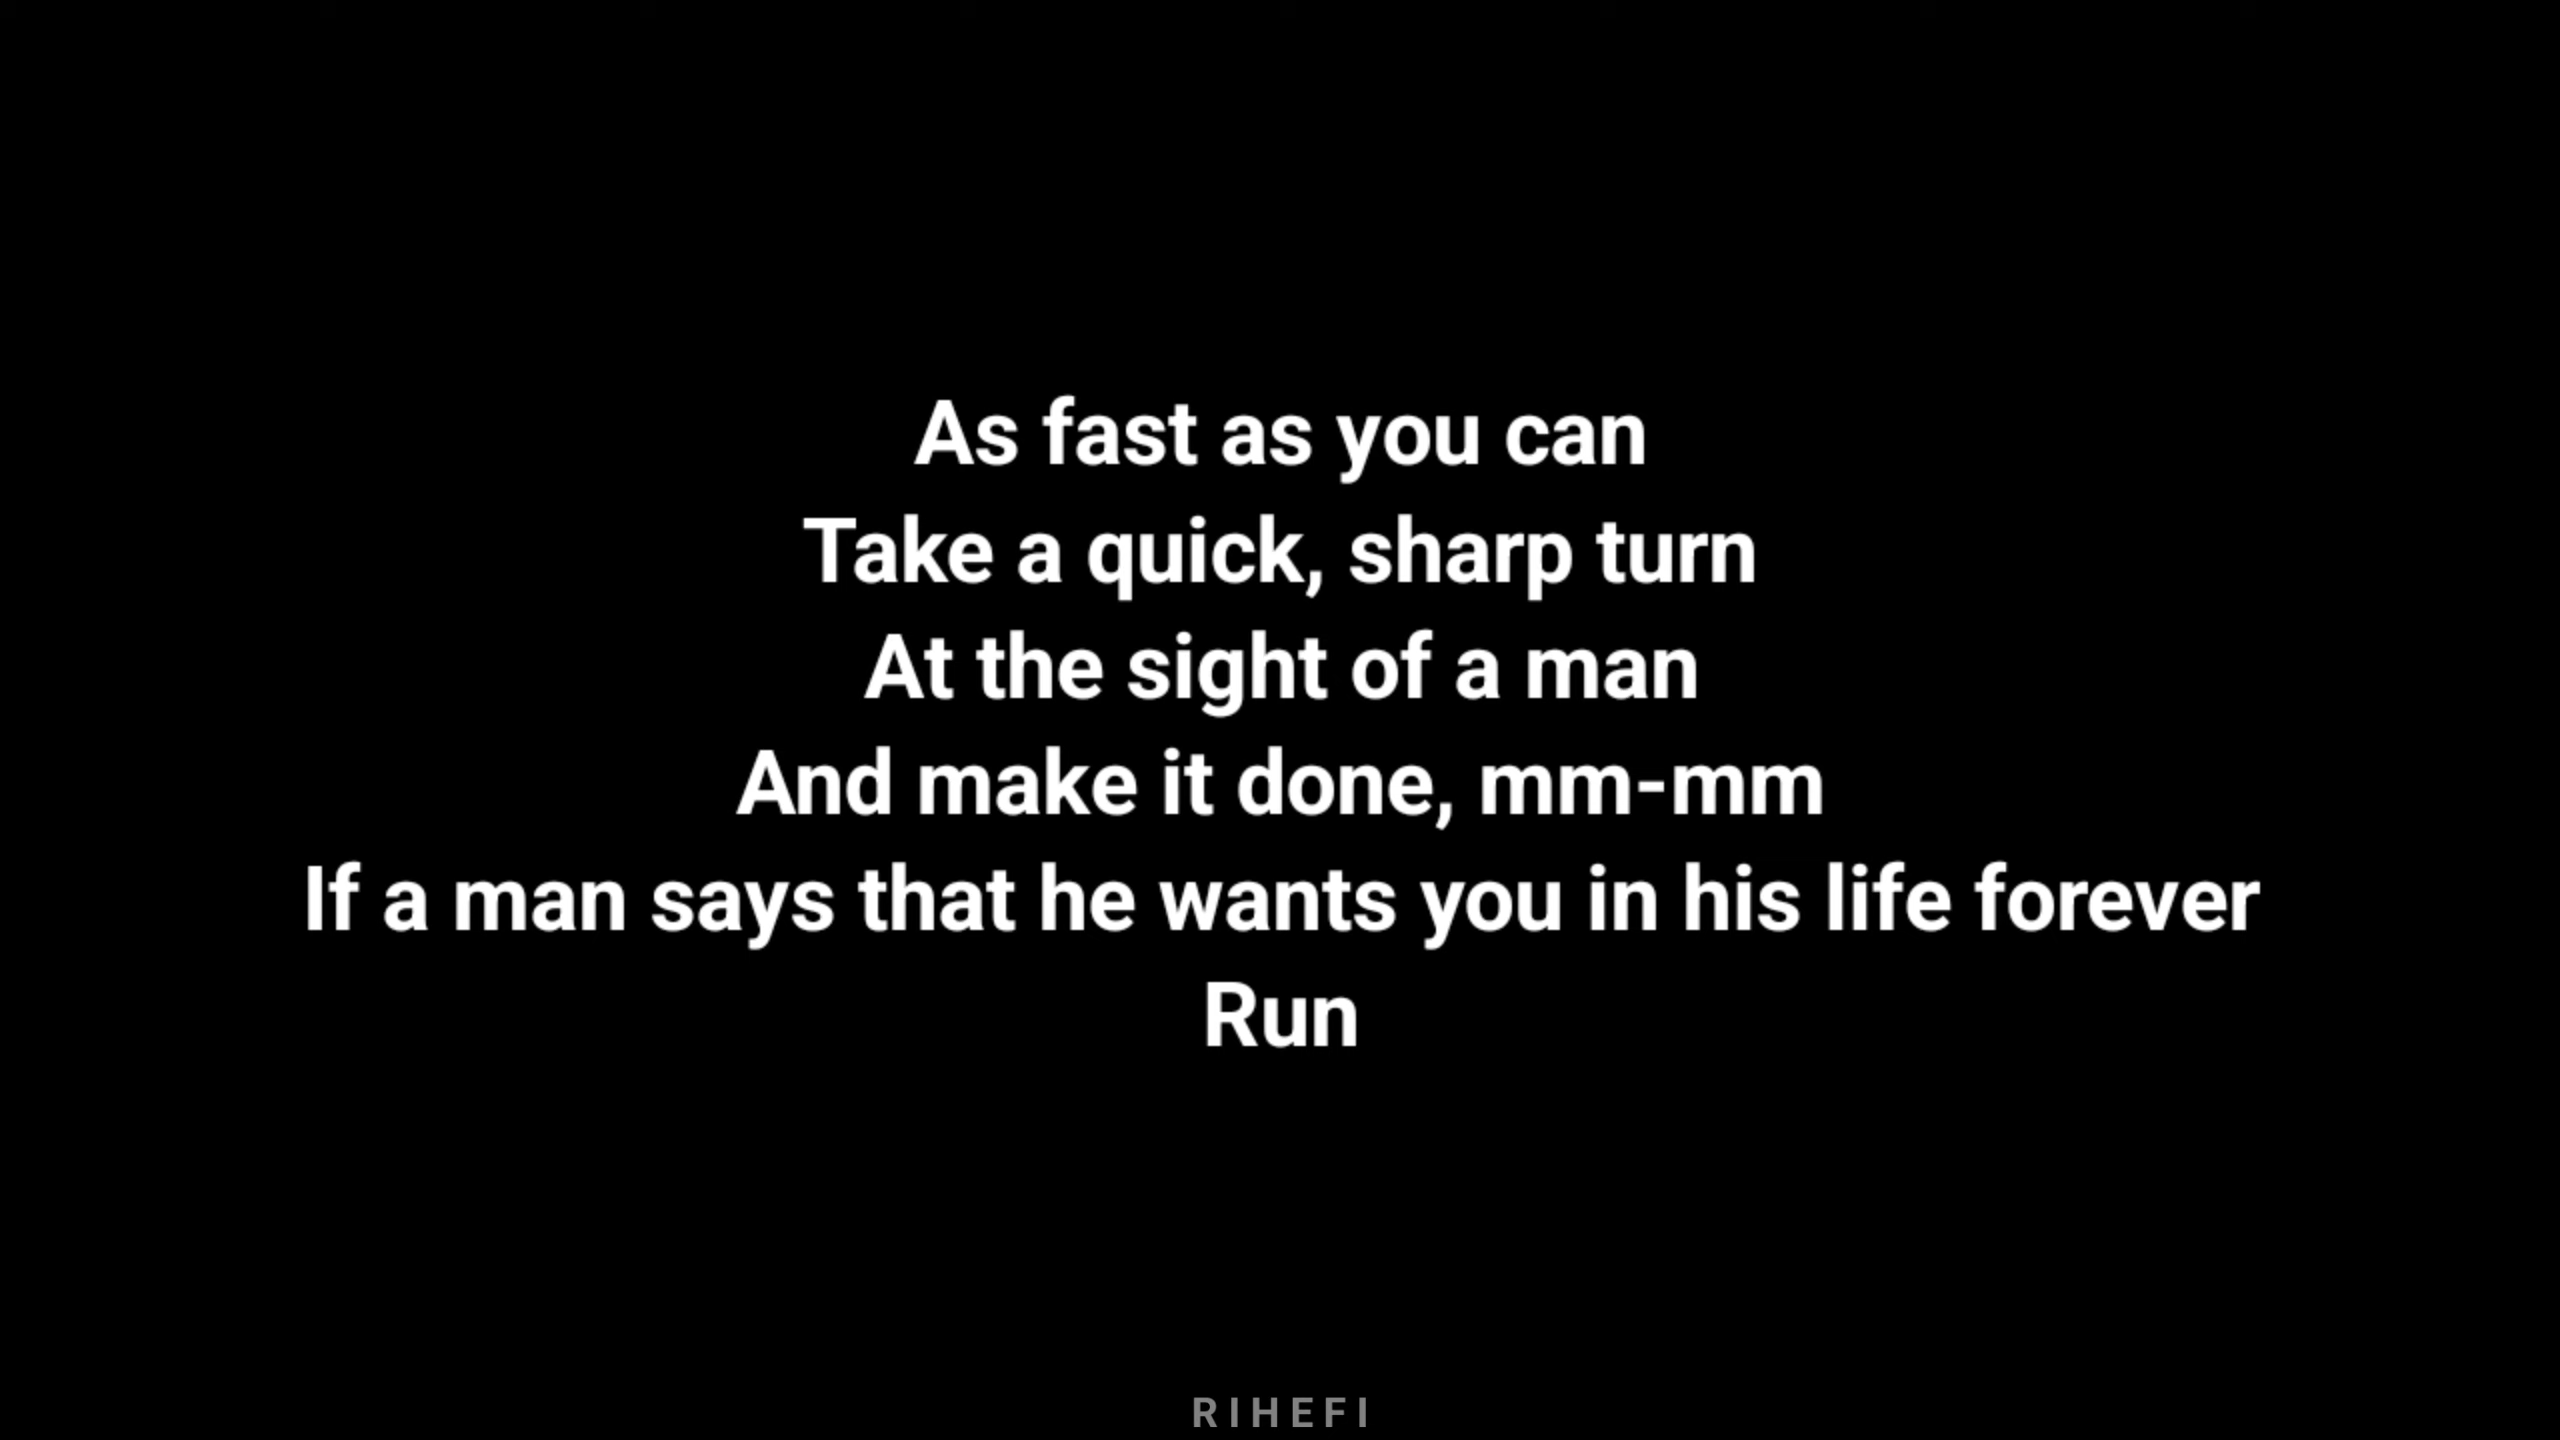 As fast as you can
Take a quick, sharp turn
At the sight of a man
And make it done, mm-mm
If a man says that he wants you in his life forever
Run
RIHEFI